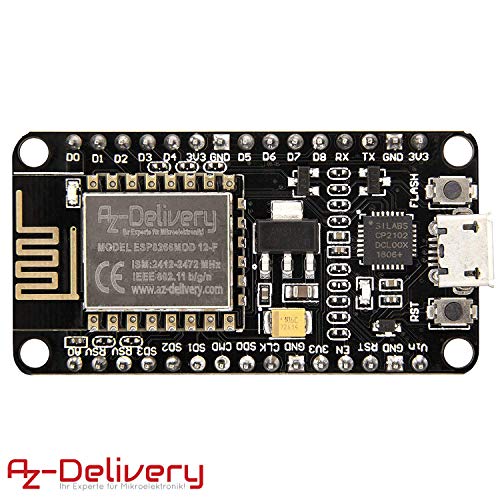 D0 D1 D2 D3 D4 3V3 GND D5 D6 D7 D8 RX TX GND 3V3
FLASH
Az-Delivery
Ihr Experte für Mikroelektronik!
MODEL ESP8266MOD 12-F
ISM:2412-2472 MHz
IEEE 802.11 b/g/n
www.az-delivery.de
SILABS
CP2102
DCL00X
1806+
RST
A0 RSV RSV SD3 SD2 SD1 CMD SD0 CLK GND 3V3 EN RST GND Vin
Az-Delivery
Ihr Experte für Mikroelektronik!